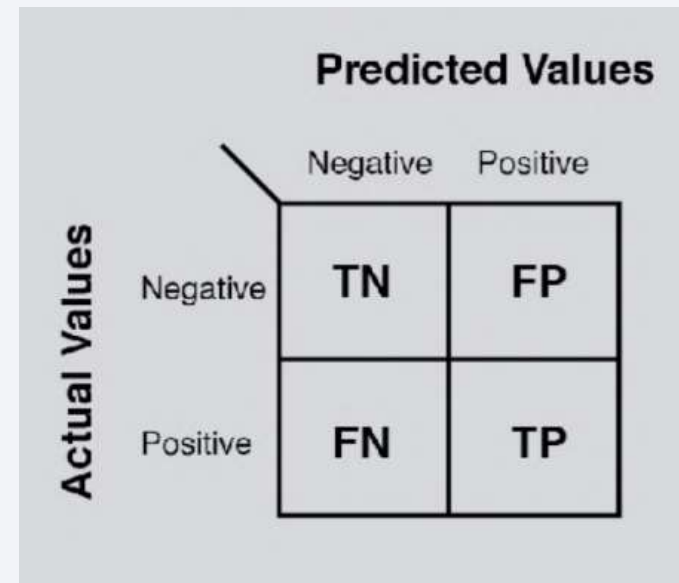 Predicted Values
Negative Positive
Actual Values
Negative TN FP
Positive FN TP